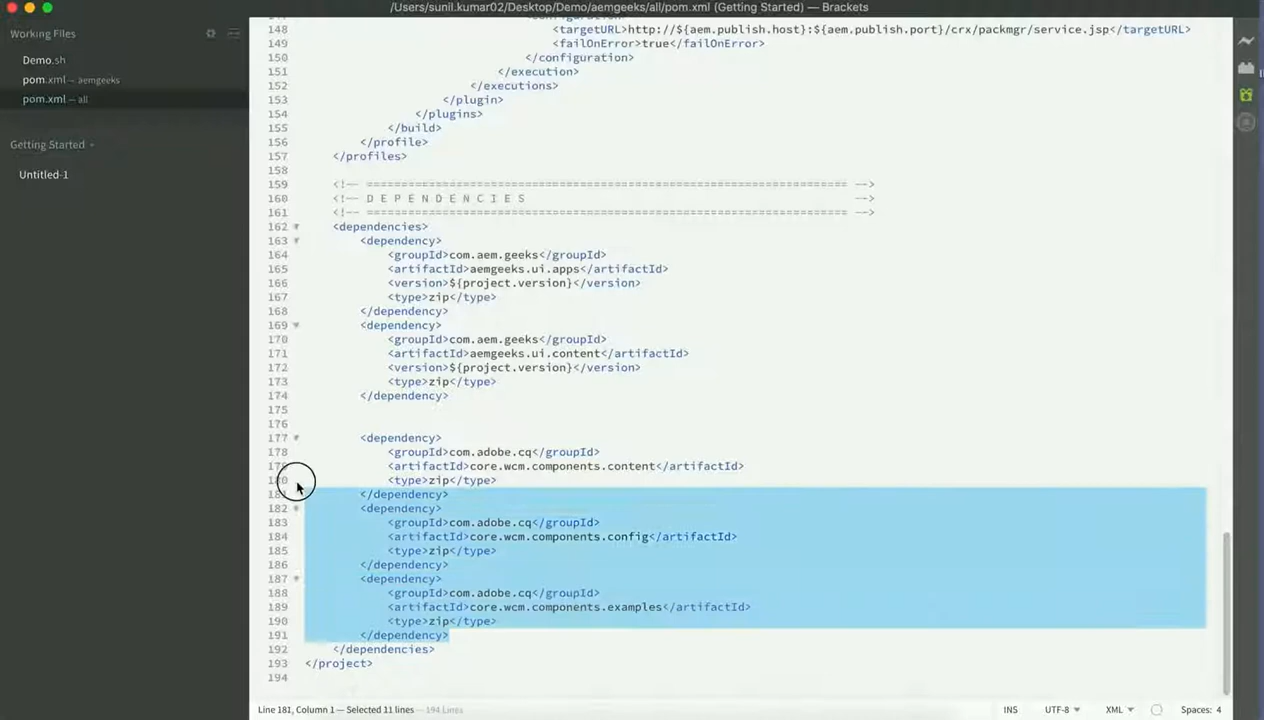 /Users/sunil.kumar02/Desktop/Demo/aemgeeks/all/pom.xml (Getting Started) — Brackets
Working Files
Demo.sh
pom.xml — aemgeeks
pom.xml — all
Getting Started
Untitled-1
148 <targetURL>http://${aem.publish.host}:${aem.publish.port}/crx/packmgr/service.jsp</targetURL>
149 <failOnError>true</failOnError>
150 </configuration>
151 </execution>
152 </executions>
153 </plugin>
154 </plugins>
155 </build>
156 </profile>
157 </profiles>
158
159 <!-- ====================================================================== -->
160 <!-- D E P E N D E N C I E S -->
161 <!-- ====================================================================== -->
162 <dependencies>
163 <dependency>
164 <groupId>com.aem.geeks</groupId>
165 <artifactId>aemgeeks.ui.apps</artifactId>
166 <version>${project.version}</version>
167 <type>zip</type>
168 </dependency>
169 <dependency>
170 <groupId>com.aem.geeks</groupId>
171 <artifactId>aemgeeks.ui.content</artifactId>
172 <version>${project.version}</version>
173 <type>zip</type>
174 </dependency>
175
176
177 <dependency>
178 <groupId>com.adobe.cq</groupId>
179 <artifactId>core.wcm.components.content</artifactId>
180 <type>zip</type>
181 </dependency>
182 <dependency>
183 <groupId>com.adobe.cq</groupId>
184 <artifactId>core.wcm.components.config</artifactId>
185 <type>zip</type>
186 </dependency>
187 <dependency>
188 <groupId>com.adobe.cq</groupId>
189 <artifactId>core.wcm.components.examples</artifactId>
190 <type>zip</type>
191 </dependency>
192 </dependencies>
193 </project>
194
Line 181, Column 1 — Selected 11 lines — 194 Lines INS UTF-8 XML Spaces: 4